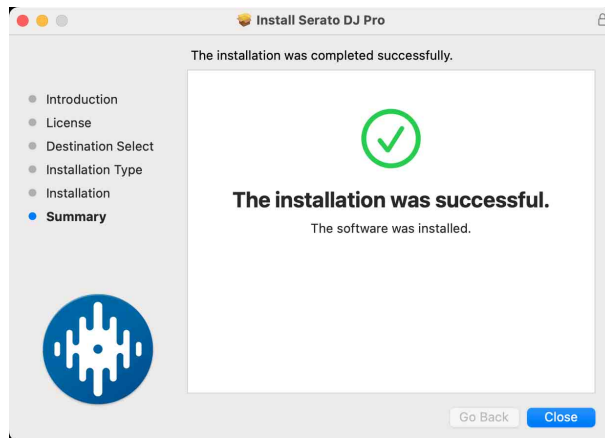 Install Serato DJ Pro
The installation was completed successfully.
Introduction
License
Destination Select
Installation Type
Installation
Summary
The installation was successful.
The software was installed.
Go Back
Close